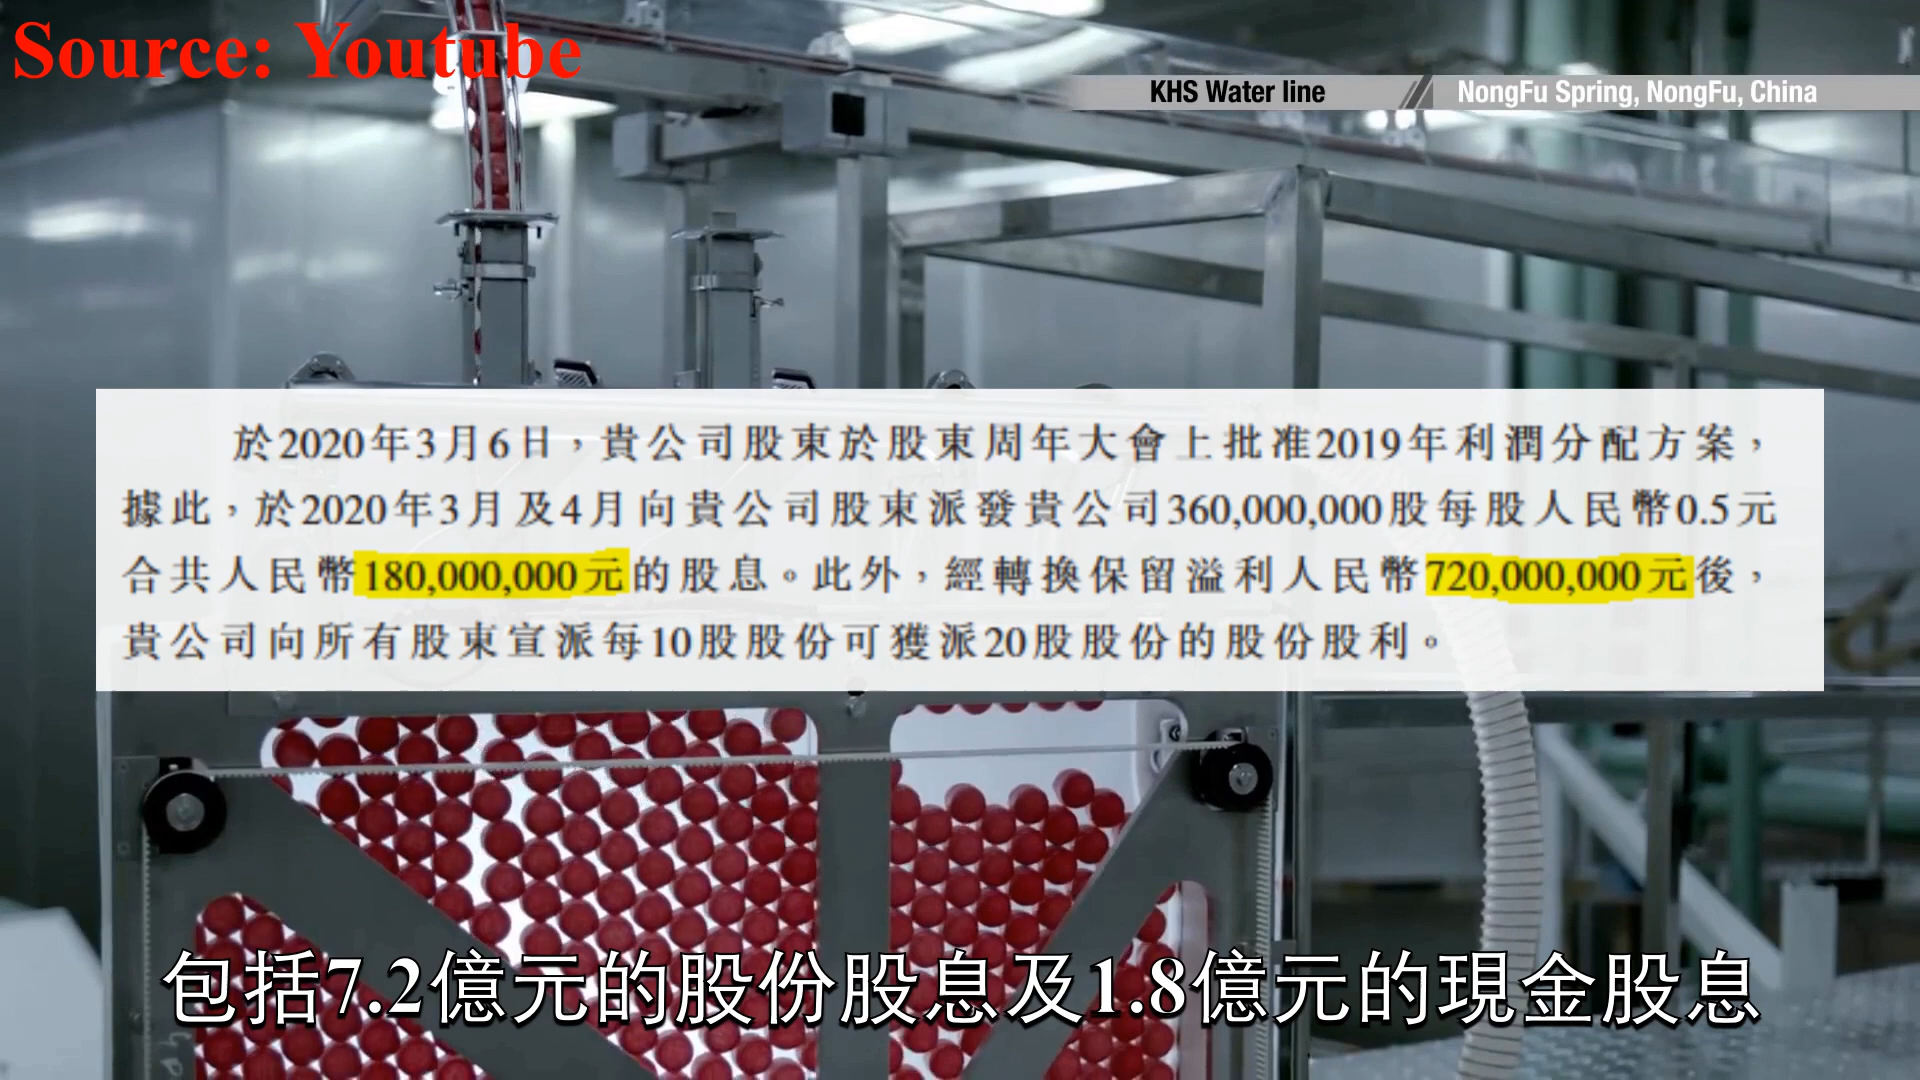 Source: Youtube
KHS Water line // NongFu Spring, NongFu, China
於2020年3月6日，貴公司股東於股東周年大會上批准2019年利潤分配方案，
據此，於2020年3月及4月向貴公司股東派發貴公司360,000,000股每股人民幣0.5元
合共人民幣180,000,000元的股息。此外，經轉換保留溢利人民幣720,000,000元後，
貴公司向所有股東宣派每10股股份可獲派20股股份的股份股利。
包括7.2億元的股份股息及1.8億元的現金股息